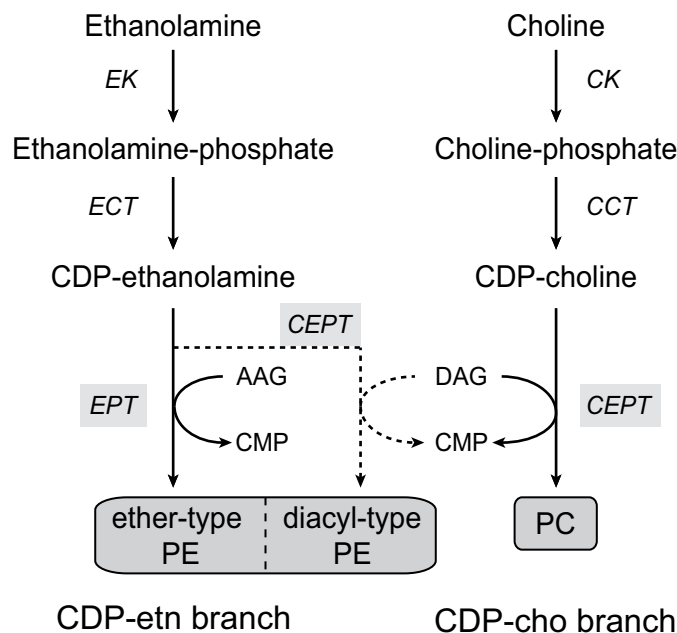 Ethanolamine
Choline
EK
CK
Ethanolamine-phosphate
Choline-phosphate
ECT
CCT
CDP-ethanolamine
CDP-choline
CEPT
AAG
DAG
EPT
CEPT
CMP
CMP
ether-type
PE
diacyl-type
PE
PC
CDP-etn branch
CDP-cho branch